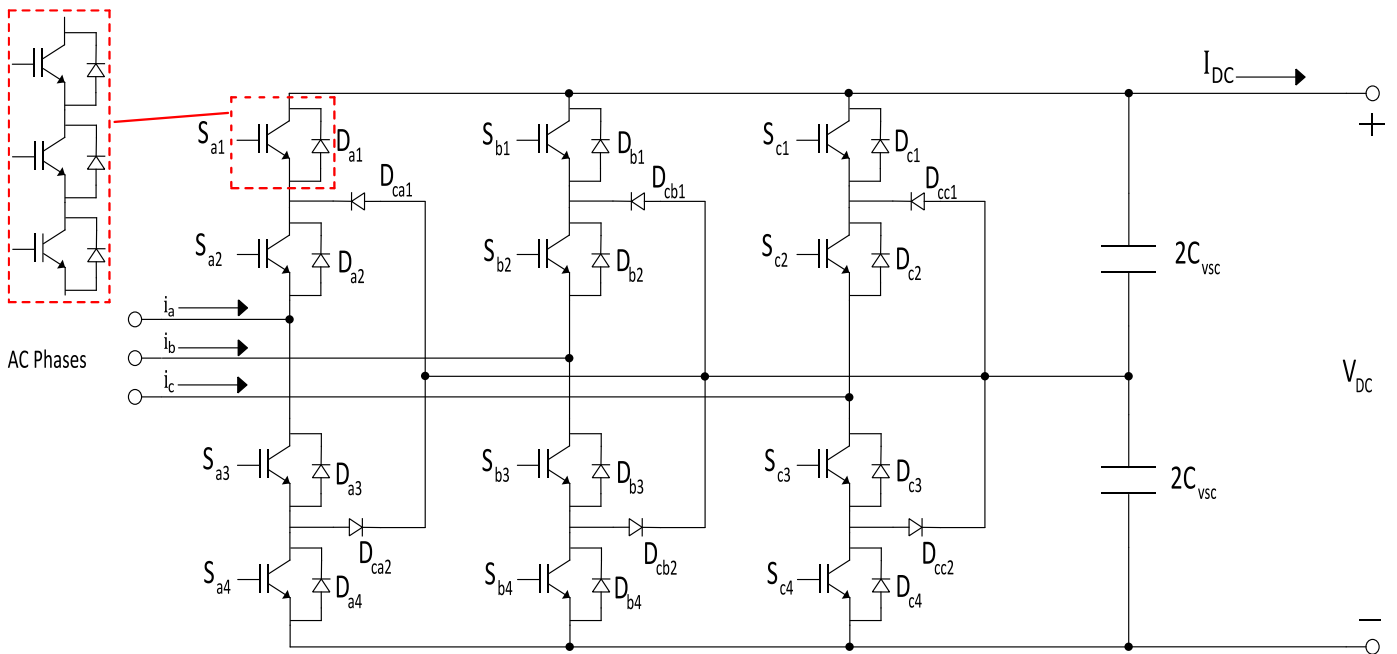 I_DC
+
S_a1 D_a1 S_b1 D_b1 S_c1 D_c1
D_ca1 D_cb1 D_cc1
S_a2 D_a2 S_b2 D_b2 S_c2 D_c2
2C_vsc
i_a
i_b
AC Phases
V_DC
i_c
S_a3 D_a3 S_b3 D_b3 S_c3 D_c3
2C_vsc
D_ca2 D_cb2 D_cc2
S_a4 D_a4 S_b4 D_b4 S_c4 D_c4
−